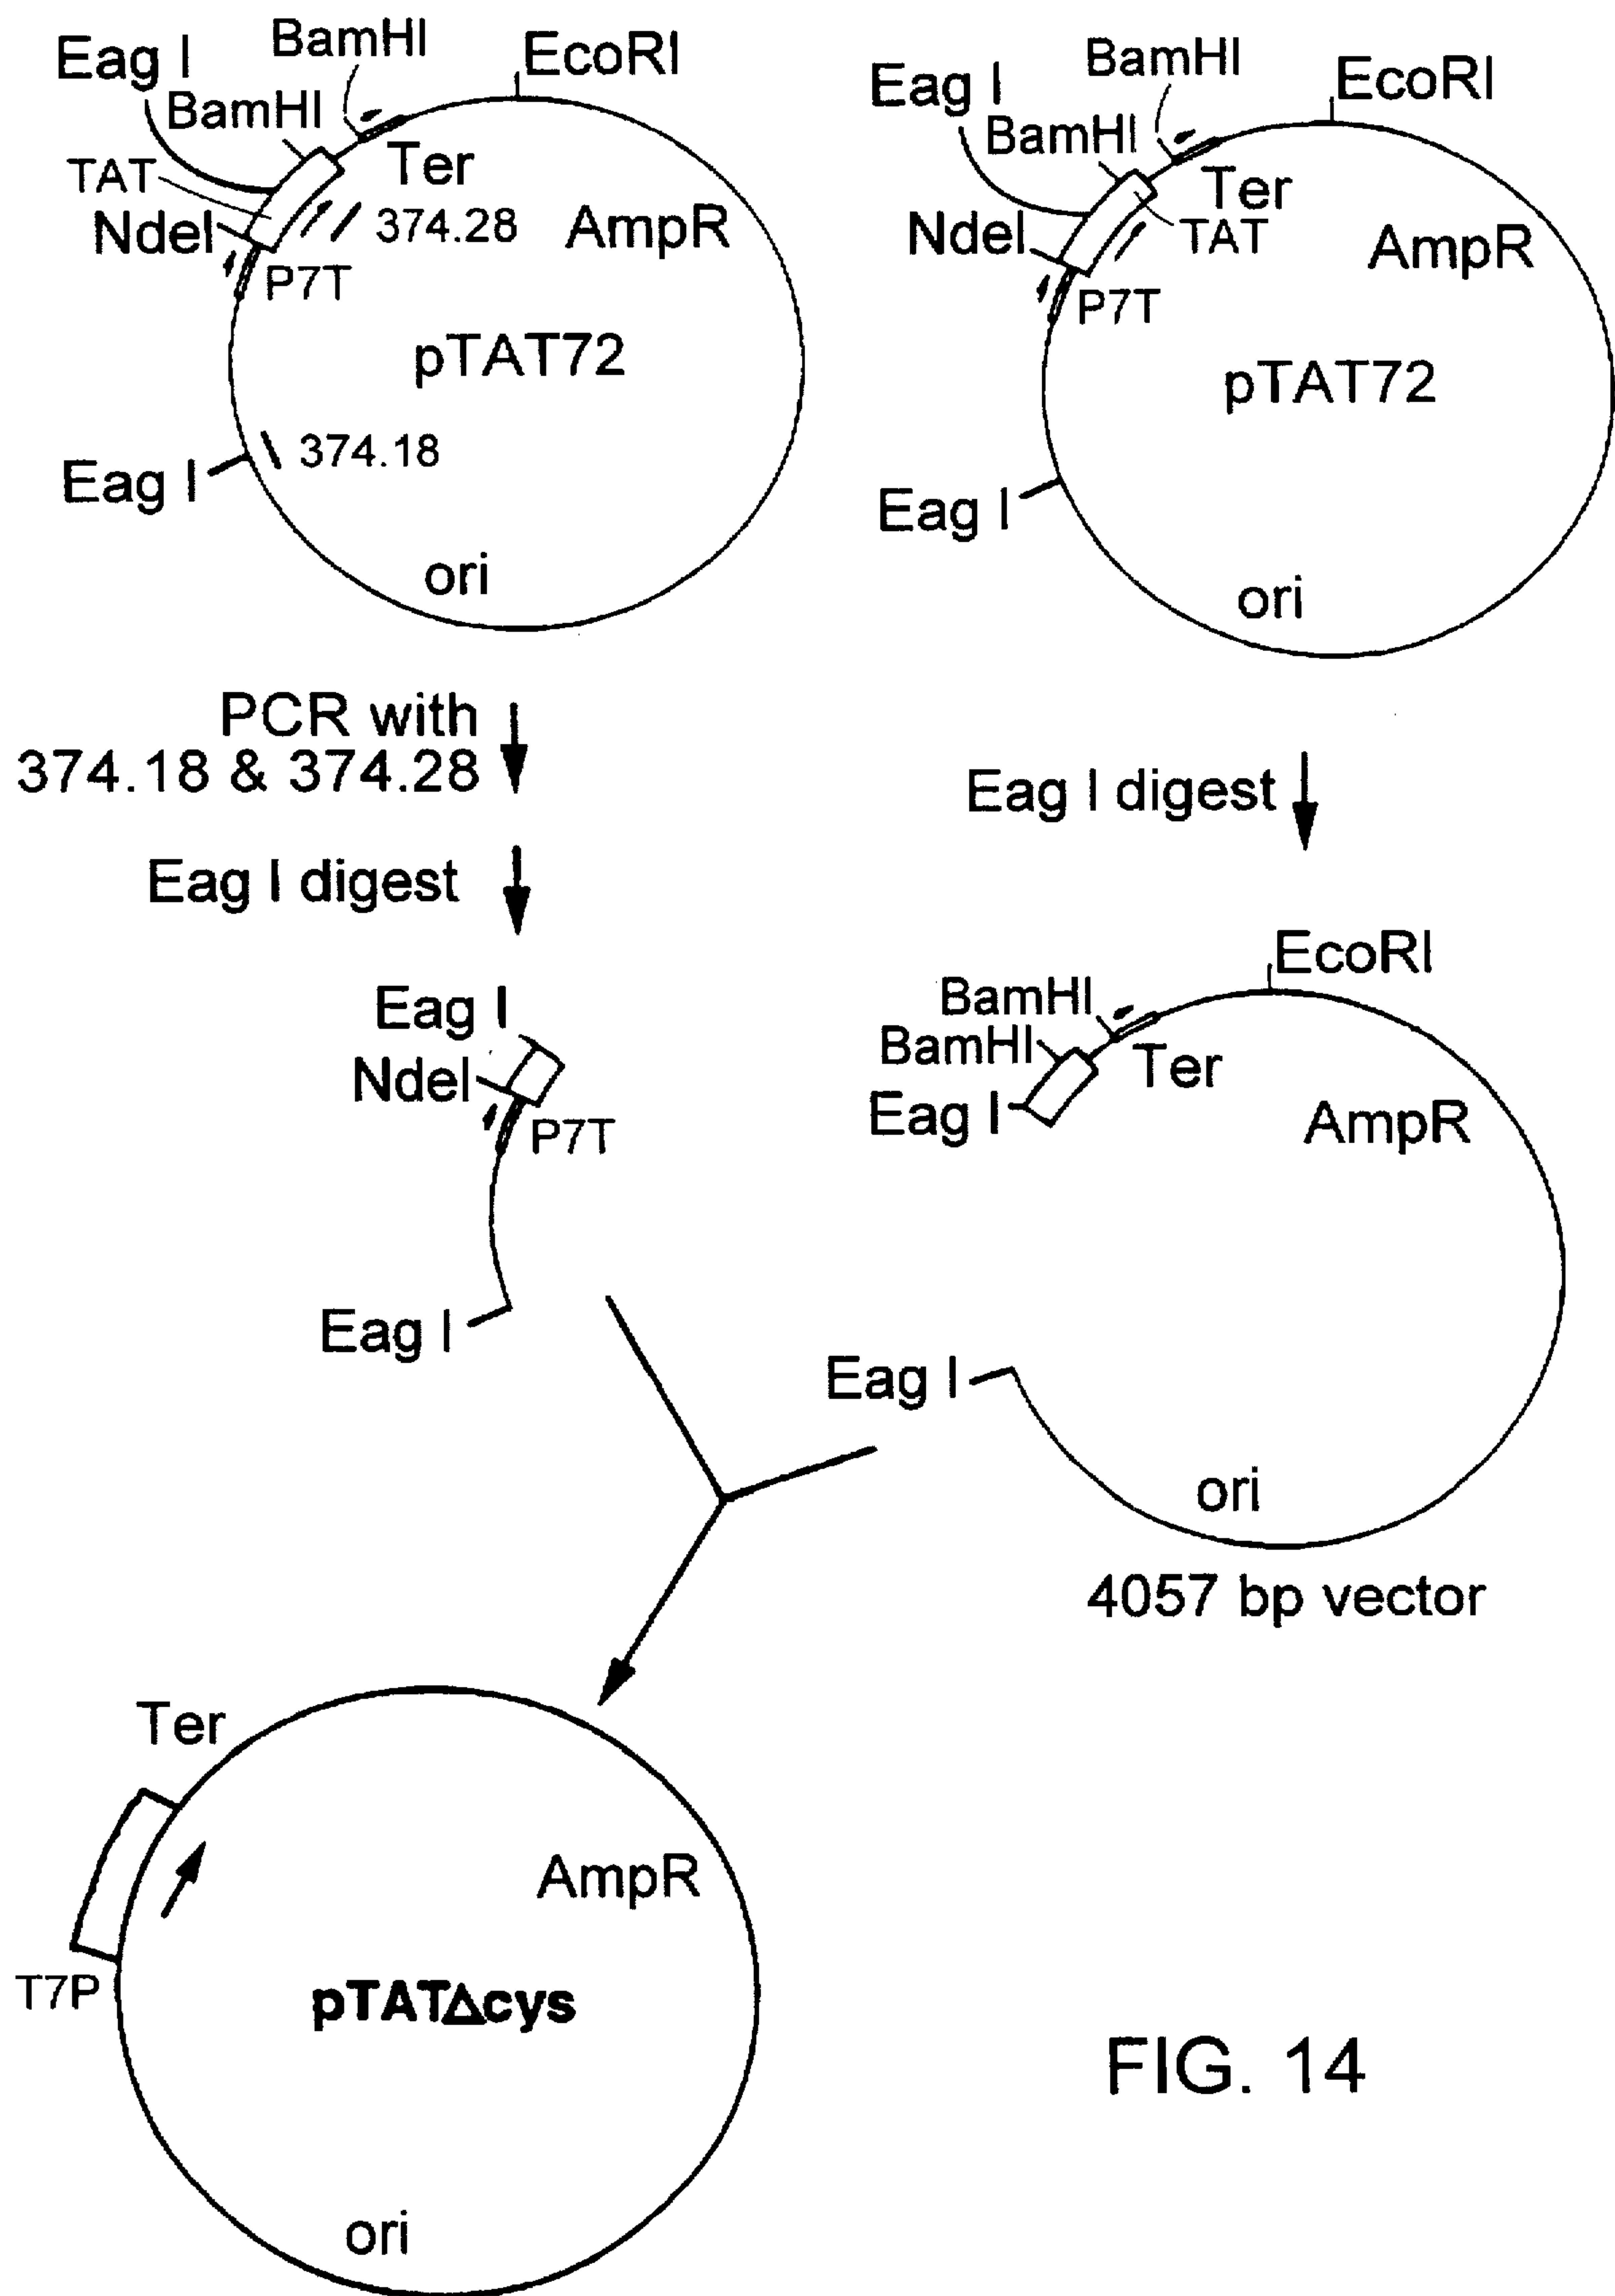 BamHI
EcoRI
Eag I
BamHI
TAT
Ter
NdeI
374.28
AmpR
P7T
pTAT72
374.18
Eag I
ori
BamHI
EcoRI
Eag I
BamHI
Ter
TAT
NdeI
AmpR
P7T
pTAT72
Eag I
ori
PCR with
374.18 & 374.28
Eag I digest
Eag I digest
Eag I
NdeI
P7T
Eag I
EcoRI
BamHI
BamHI
Ter
Eag I
AmpR
Eag I
ori
4057 bp vector
Ter
AmpR
T7P
pTATΔcys
ori
FIG. 14